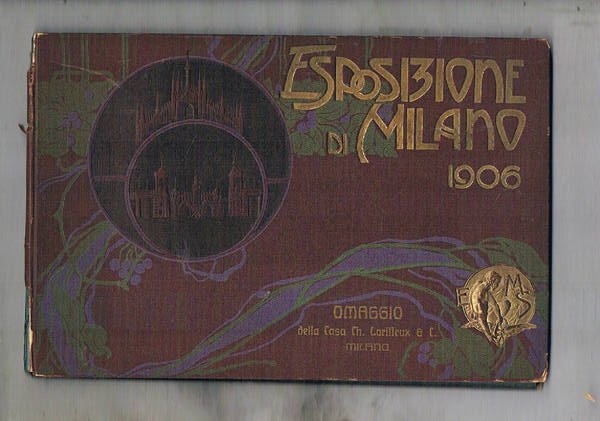 ESPOSIZIONE
DI MILANO
1906
E M S
OMAGGIO
della Casa Ch. Lorilleux & C.
MILANO